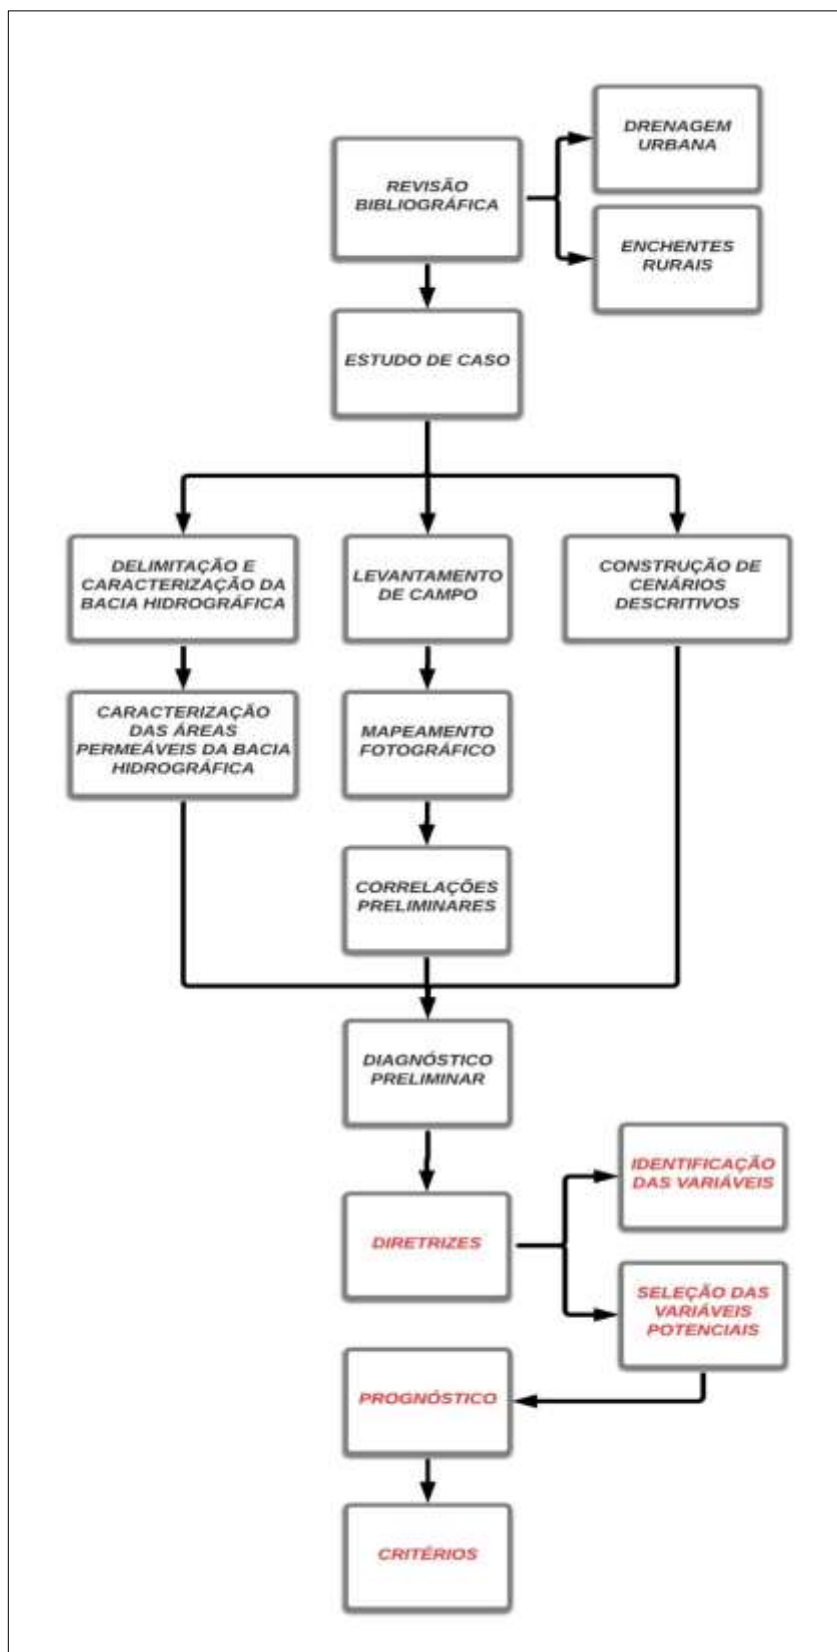 REVISÃO
BIBLIOGRÁFICA
DRENAGEM
URBANA
ENCHENTES
RURAIS
ESTUDO DE CASO
DELIMITAÇÃO E
CARACTERIZAÇÃO DA
BACIA HIDROGRÁFICA
LEVANTAMENTO
DE CAMPO
CONSTRUÇÃO DE
CENÁRIOS
DESCRITIVOS
CARACTERIZAÇÃO
DAS ÁREAS
PERMEÁVEIS DA BACIA
HIDROGRÁFICA
MAPEAMENTO
FOTOGRÁFICO
CORRELAÇÕES
PRELIMINARES
DIAGNÓSTICO
PRELIMINAR
DIRETRIZES
IDENTIFICAÇÃO
DAS VARIÁVEIS
SELEÇÃO DAS
VARIÁVEIS
POTENCIAIS
PROGNÓSTICO
CRITÉRIOS